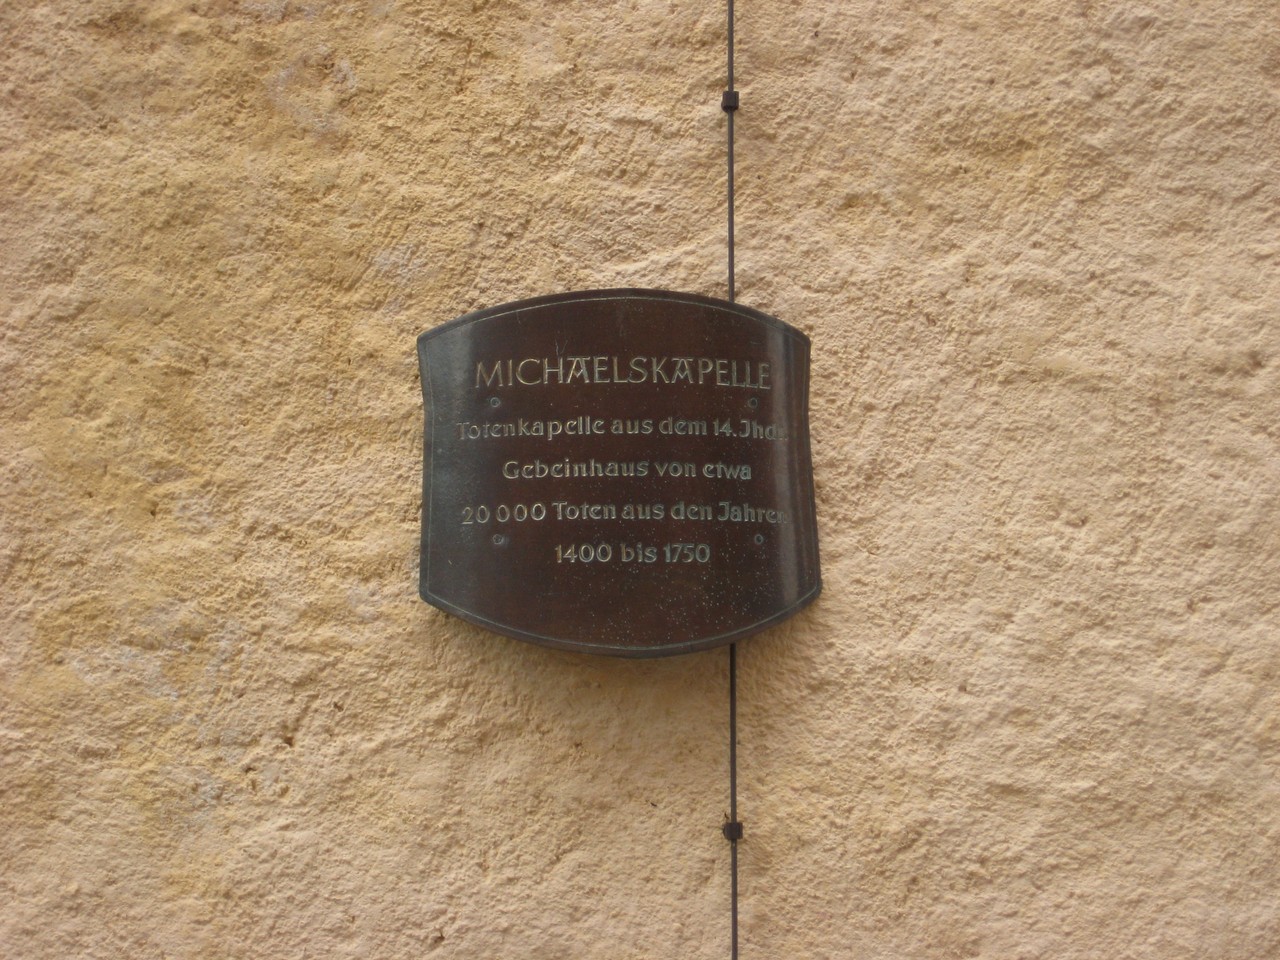 MICHAELSKAPELLE
Totenkapelle aus dem 14. Jhdt.
Gebeinhaus von etwa
20 000 Toten aus den Jahren
1400 bis 1750